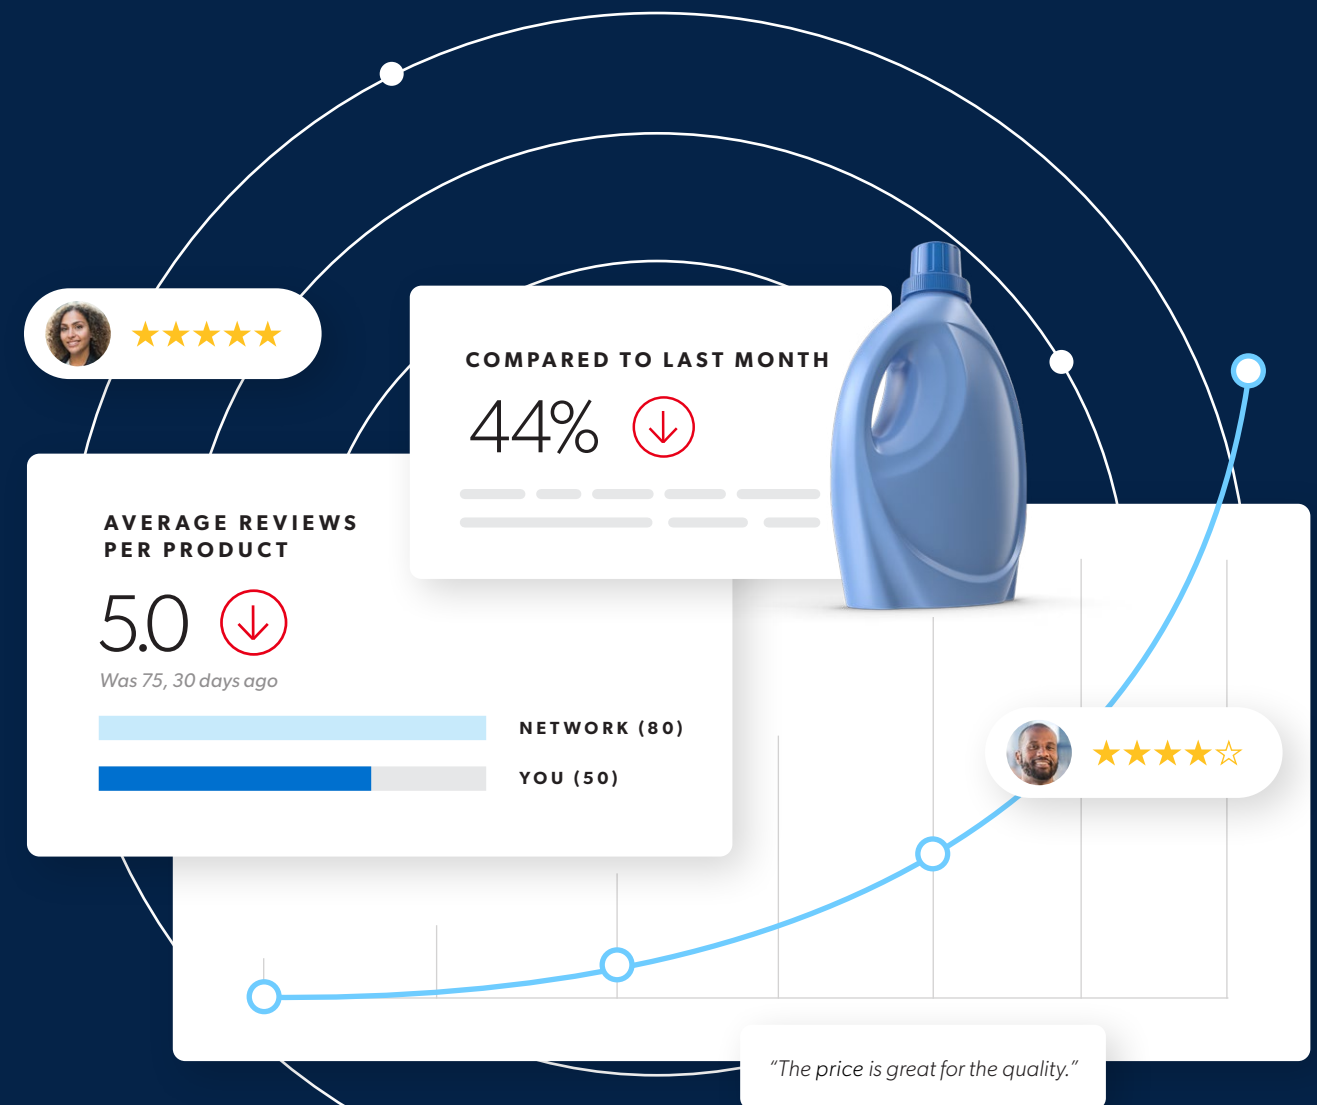 COMPARED TO LAST MONTH
44%
AVERAGE REVIEWS
PER PRODUCT
5.0
Was 75, 30 days ago
NETWORK (80)
YOU (50)
“The price is great for the quality.”